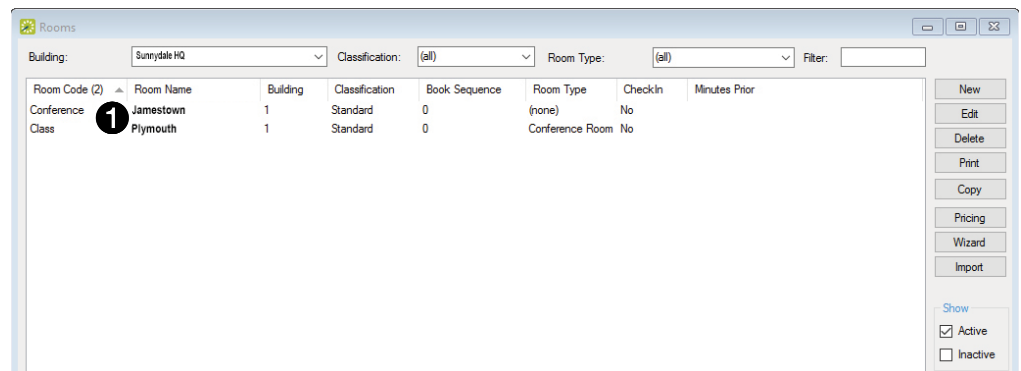 Rooms
Building: Sunnydale HQ Classification: (all) Room Type: (all) Filter:
Room Code (2) Room Name Building Classification Book Sequence Room Type CheckIn Minutes Prior
Conference 1 Jamestown 1 Standard 0 (none) No
Class Plymouth 1 Standard 0 Conference Room No
New
Edit
Delete
Print
Copy
Pricing
Wizard
Import
Show
Active
Inactive